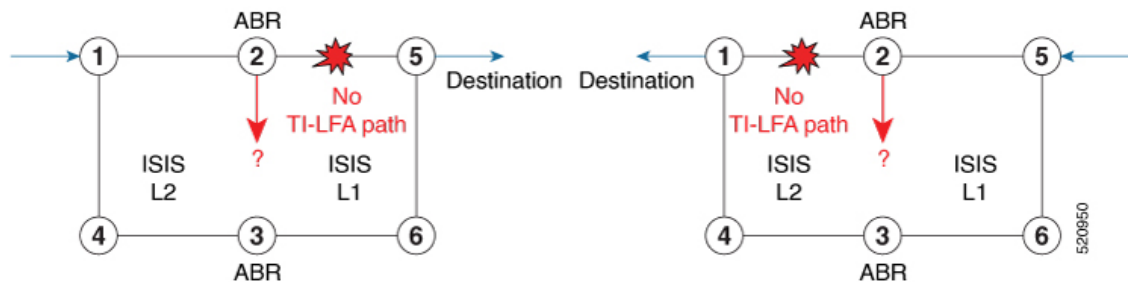 ABR
1
2
5
Destination
No
TI-LFA path
?
ISIS
L2
ISIS
L1
4
3
6
ABR
ABR
1
2
5
Destination
No
TI-LFA path
?
ISIS
L2
ISIS
L1
4
3
6
ABR
520950